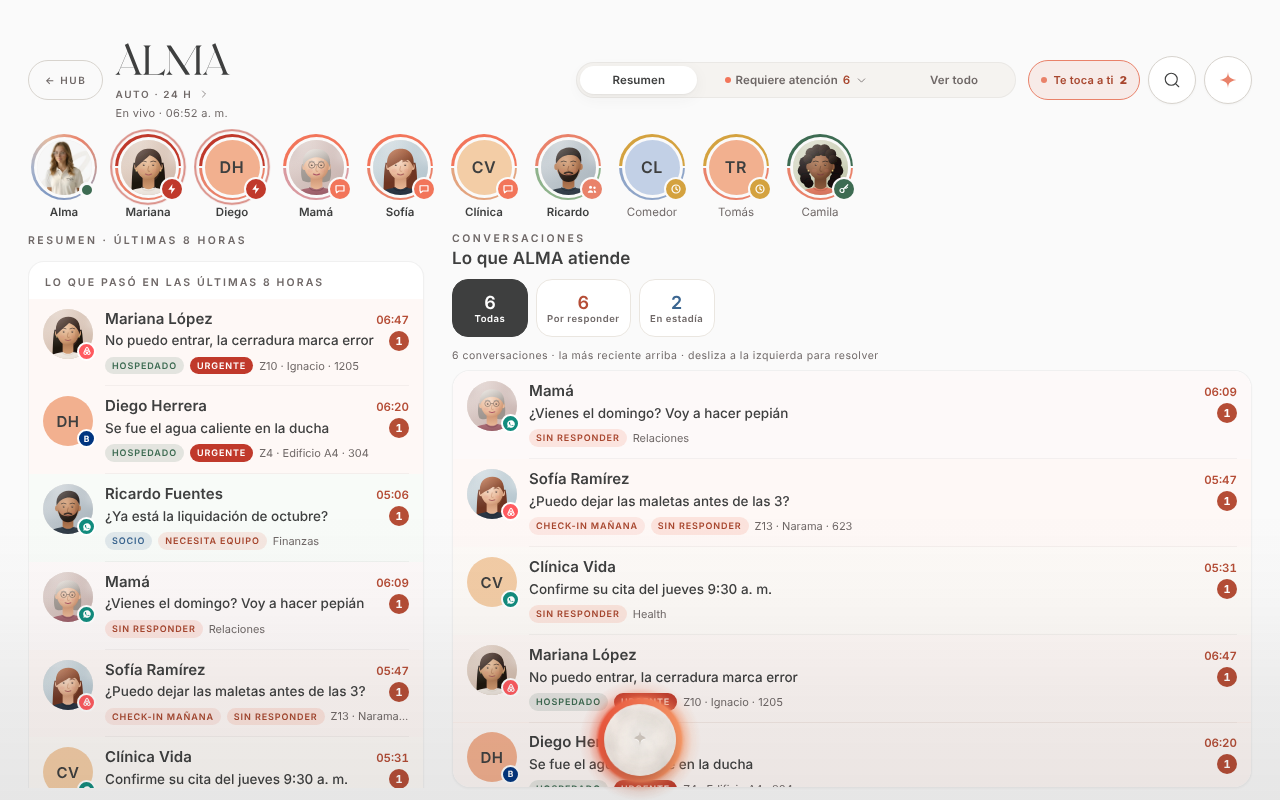 ← HUB
ALMA
AUTO · 24 H
En vivo · 06:52 a. m.
Resumen
Requiere atención 6
Ver todo
Te toca a ti 2
DH
CV
CL
TR
Alma
Mariana
Diego
Mamá
Sofía
Clínica
Ricardo
Comedor
Tomás
Camila
RESUMEN · ÚLTIMAS 8 HORAS
LO QUE PASÓ EN LAS ÚLTIMAS 8 HORAS
Mariana López 06:47
No puedo entrar, la cerradura marca error 1
HOSPEDADO URGENTE Z10 · Ignacio · 1205
DH
Diego Herrera 06:20
Se fue el agua caliente en la ducha 1
B
HOSPEDADO URGENTE Z4 · Edificio A4 · 304
Ricardo Fuentes 05:06
¿Ya está la liquidación de octubre? 1
SOCIO NECESITA EQUIPO Finanzas
Mamá 06:09
¿Vienes el domingo? Voy a hacer pepián 1
SIN RESPONDER Relaciones
Sofía Ramírez 05:47
¿Puedo dejar las maletas antes de las 3? 1
CHECK-IN MAÑANA SIN RESPONDER Z13 · Narama...
CV
Clínica Vida 05:31
Confirme su cita del jueves 9:30 a. m. 1
CONVERSACIONES
Lo que ALMA atiende
6
Todas
6
Por responder
2
En estadía
6 conversaciones · la más reciente arriba · desliza a la izquierda para resolver
Mamá 06:09
¿Vienes el domingo? Voy a hacer pepián 1
SIN RESPONDER Relaciones
Sofía Ramírez 05:47
¿Puedo dejar las maletas antes de las 3? 1
CHECK-IN MAÑANA SIN RESPONDER Z13 · Narama · 623
CV
Clínica Vida 05:31
Confirme su cita del jueves 9:30 a. m. 1
SIN RESPONDER Health
Mariana López 06:47
No puedo entrar, la cerradura marca error 1
HOSPEDADO Z10 · Ignacio · 1205
DH
Diego 06:20
Se fue el en la ducha 1
B
HOSPEDADO